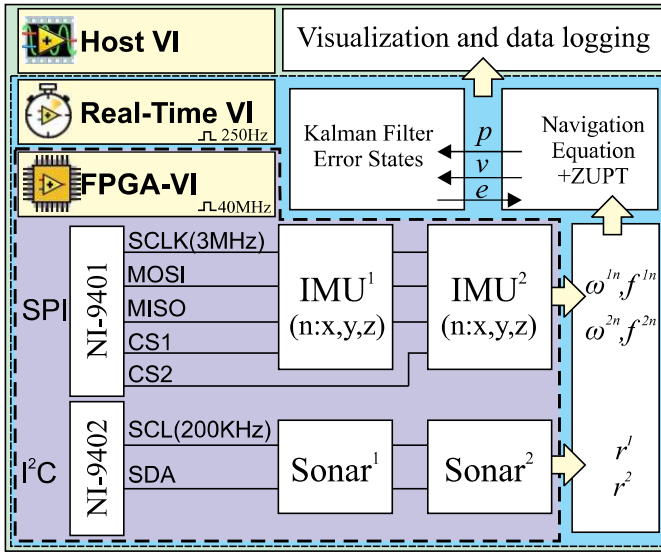 Host VI
Visualization and data logging
Real-Time VI
250Hz
Kalman Filter
Error States
p
v
e
Navigation
Equation
+ZUPT
FPGA-VI
40MHz
SPI
NI-9401
SCLK(3MHz)
MOSI
MISO
CS1
CS2
IMU¹
(n:x,y,z)
IMU²
(n:x,y,z)
ω¹ⁿ,f¹ⁿ
ω²ⁿ,f²ⁿ
I²C
NI-9402
SCL(200KHz)
SDA
Sonar¹
Sonar²
r¹
r²